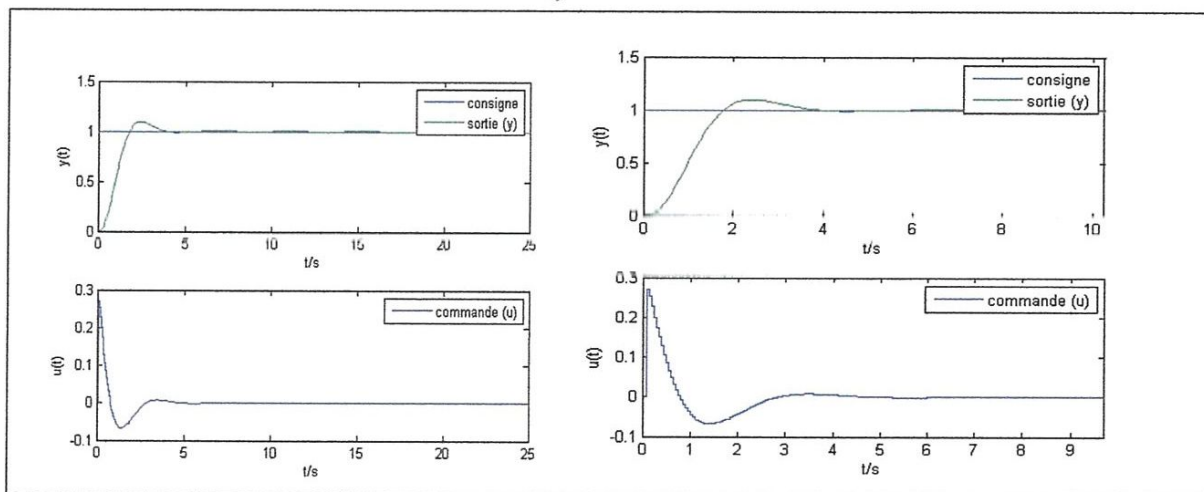 1.5
1
0.5
0
y(t)
consigne
sortie (y)
0 5 10 15 20 25
t/s
1.5
1
0.5
0
y(t)
consigne
sortie (y)
0 2 4 6 8 10
t/s
0.3
0.2
0.1
0
-0.1
u(t)
commande (u)
0 5 10 15 20 25
t/s
0.3
0.2
0.1
0
-0.1
u(t)
commande (u)
0 1 2 3 4 5 6 7 8 9
t/s